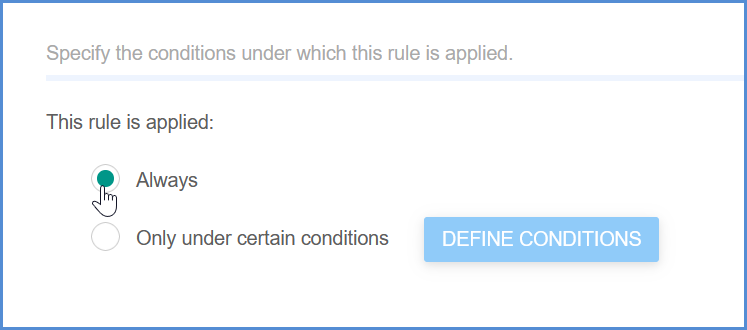 Specify the conditions under which this rule is applied.
This rule is applied:
Always
Only under certain conditions
DEFINE CONDITIONS